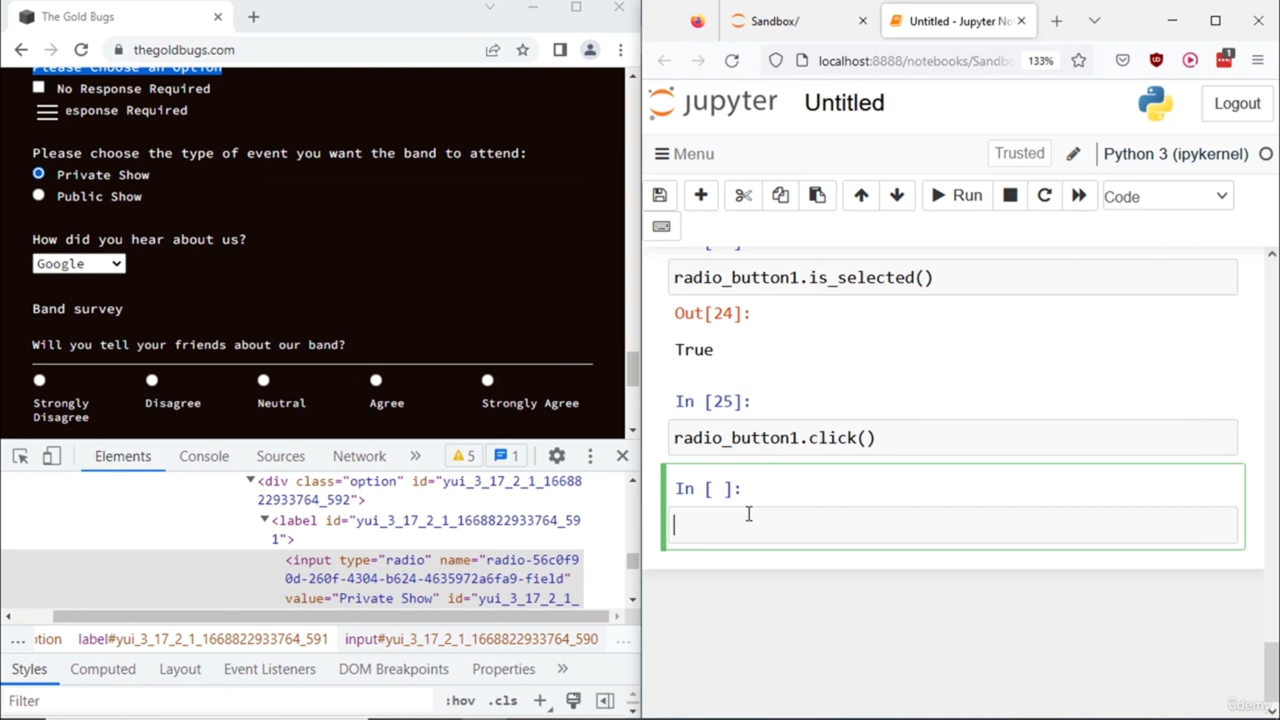 The Gold Bugs
thegoldbugs.com
Please choose an option
No Response Required
esponse Required
Please choose the type of event you want the band to attend:
Private Show
Public Show
How did you hear about us?
Google
Band survey
Will you tell your friends about our band?
Strongly Disagree
Disagree
Neutral
Agree
Strongly Agree
Elements Console Sources Network » 5 1
<div class="option" id="yui_3_17_2_1_16688
22933764_592">
<label id="yui_3_17_2_1_1668822933764_59
1">
<input type="radio" name="radio-56c0f9
0d-260f-4304-b624-4635972a6fa9-field"
value="Private Show" id="yui_3_17_2_1_
... option label#yui_3_17_2_1_1668822933764_591 input#yui_3_17_2_1_1668822933764_590 ...
Styles Computed Layout Event Listeners DOM Breakpoints Properties »
Filter :hov .cls +
Sandbox/
Untitled - Jupyter No
localhost:8888/notebooks/Sandbo 133% 1
jupyter Untitled
Logout
Menu
Trusted Python 3 (ipykernel)
Run Code
radio_button1.is_selected()
Out[24]:
True
In [25]:
radio_button1.click()
In [ ]:
ûdemy